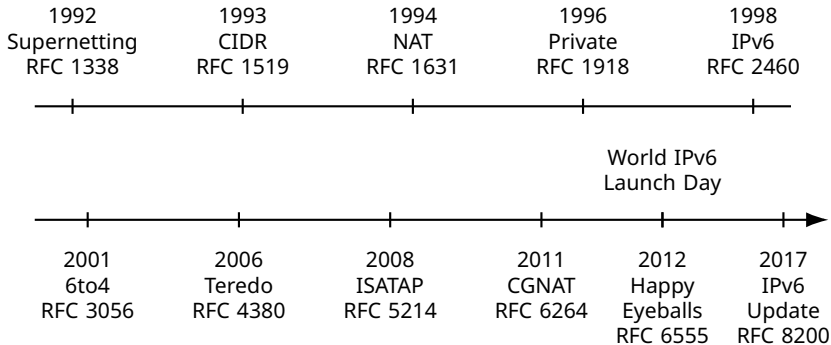 1992
Supernetting
RFC 1338
1993
CIDR
RFC 1519
1994
NAT
RFC 1631
1996
Private
RFC 1918
1998
IPv6
RFC 2460
World IPv6
Launch Day
2001
6to4
RFC 3056
2006
Teredo
RFC 4380
2008
ISATAP
RFC 5214
2011
CGNAT
RFC 6264
2012
Happy
Eyeballs
RFC 6555
2017
IPv6
Update
RFC 8200